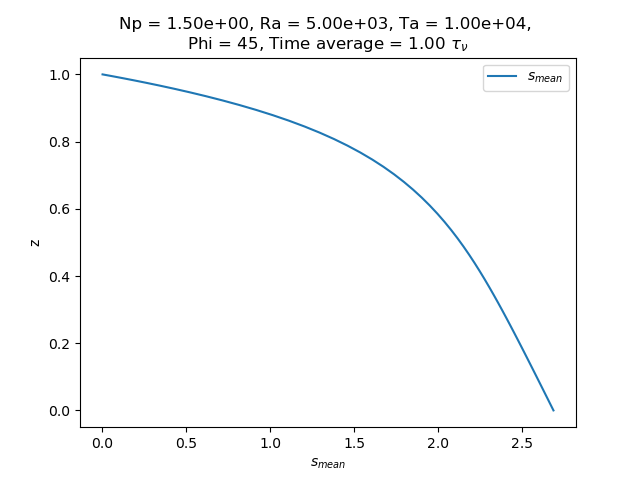 Np = 1.50e+00, Ra = 5.00e+03, Ta = 1.00e+04,
Phi = 45, Time average = 1.00 τν
s_mean
1.0
0.8
0.6
0.4
0.2
0.0
z
0.0 0.5 1.0 1.5 2.0 2.5
s_mean